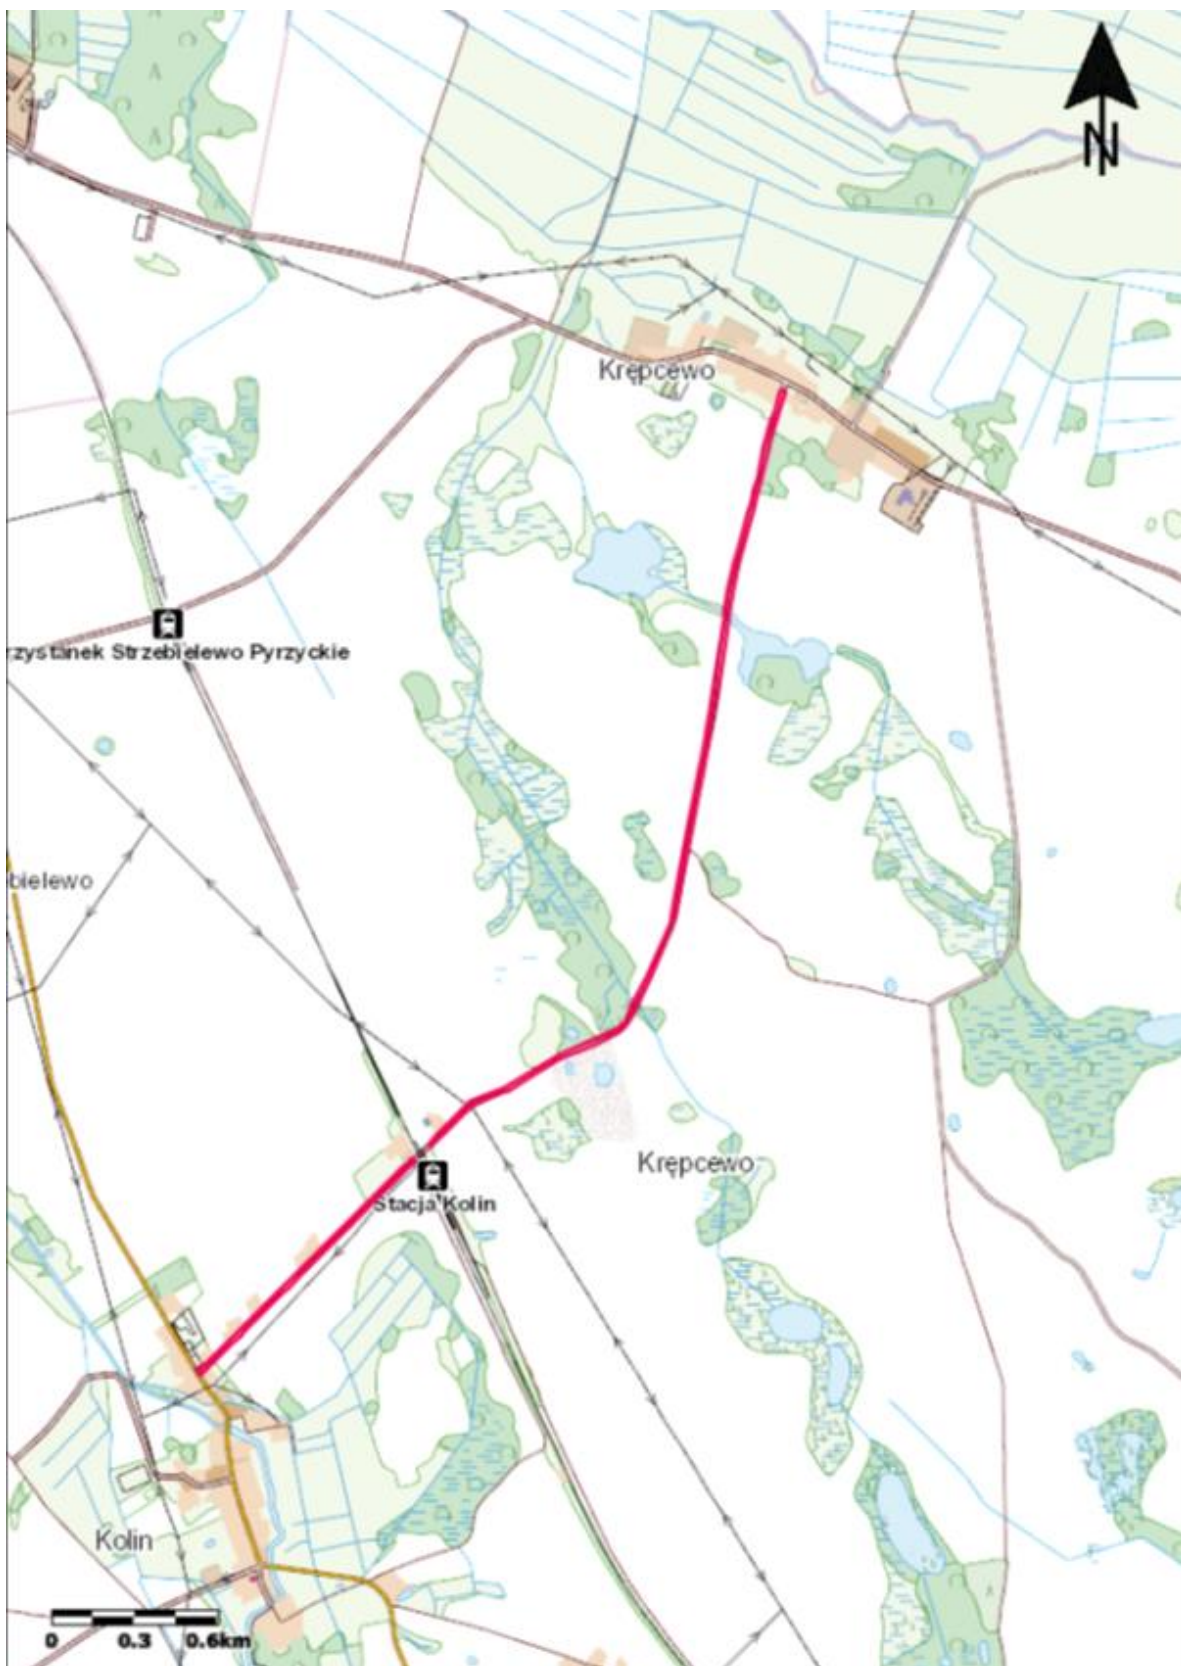 N
Krępcewo
rzystanek Strzebielewo Pyrzyckie
bielewo
Krępcewo
Stacja Kolin
Kolin
0 0.3 0.6km